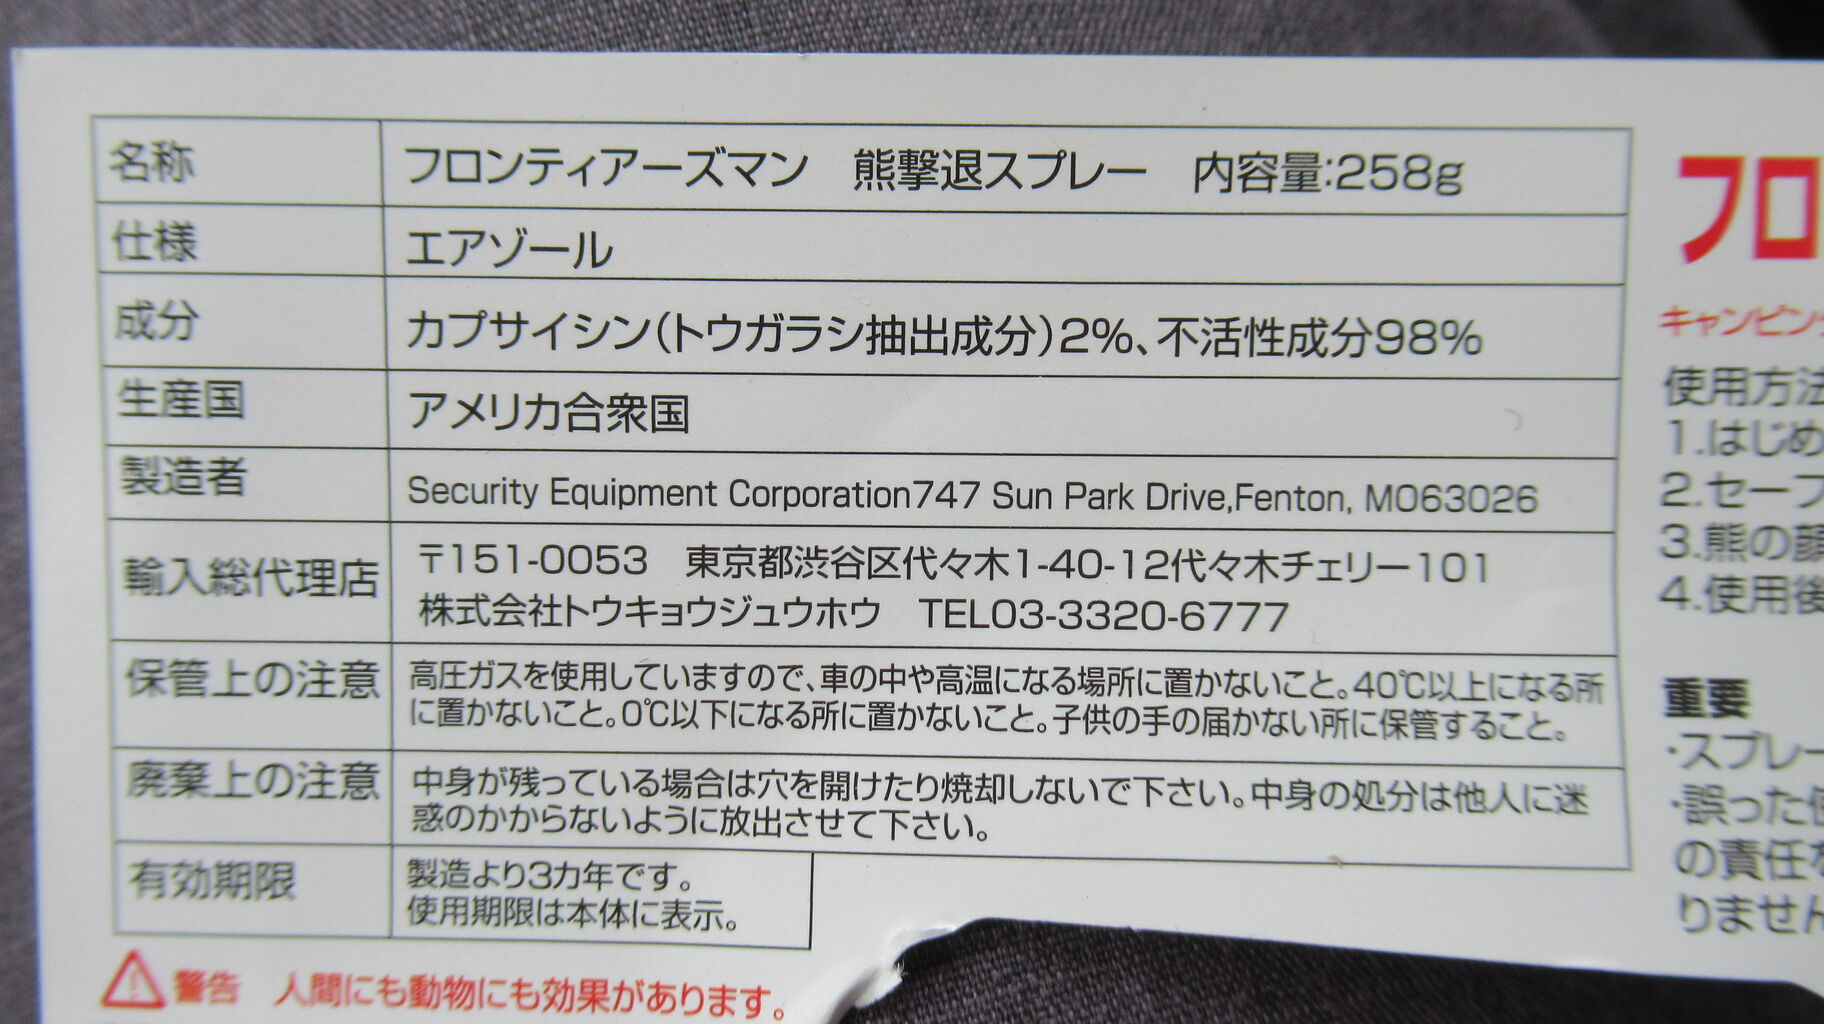 名称 フロンティアーズマン 熊撃退スプレー 内容量:258g
仕様 エアゾール
成分 カプサイシン(トウガラシ抽出成分)2%、不活性成分98%
生産国 アメリカ合衆国
製造者 Security Equipment Corporation747 Sun Park Drive,Fenton, MO63026
輸入総代理店 〒151-0053 東京都渋谷区代々木1-40-12代々木チェリー101
株式会社トウキョウジュウホウ TEL03-3320-6777
保管上の注意 高圧ガスを使用していますので、車の中や高温になる場所に置かないこと。40℃以上になる所
に置かないこと。0℃以下になる所に置かないこと。子供の手の届かない所に保管すること。
廃棄上の注意 中身が残っている場合は穴を開けたり焼却しないで下さい。中身の処分は他人に迷
惑のかからないように放出させて下さい。
有効期限 製造より3カ年です。
使用期限は本体に表示。
警告 人間にも動物にも効果があります。
フロ
キャンピン
使用方法
1.はじめ
2.セーフ
3.熊の顔
4.使用後
重要
・スプレー
・誤った使
の責任を
りません